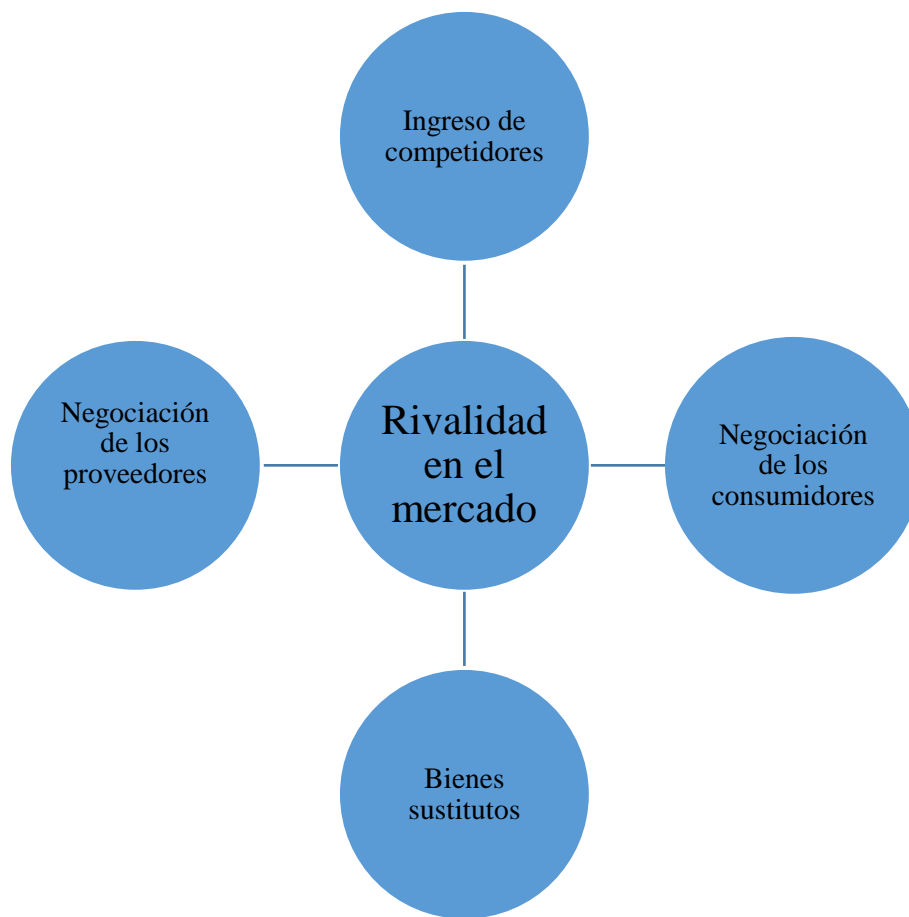 Ingreso de
competidores
Negociación
de los
proveedores
Rivalidad
en el
mercado
Negociación
de los
consumidores
Bienes
sustitutos